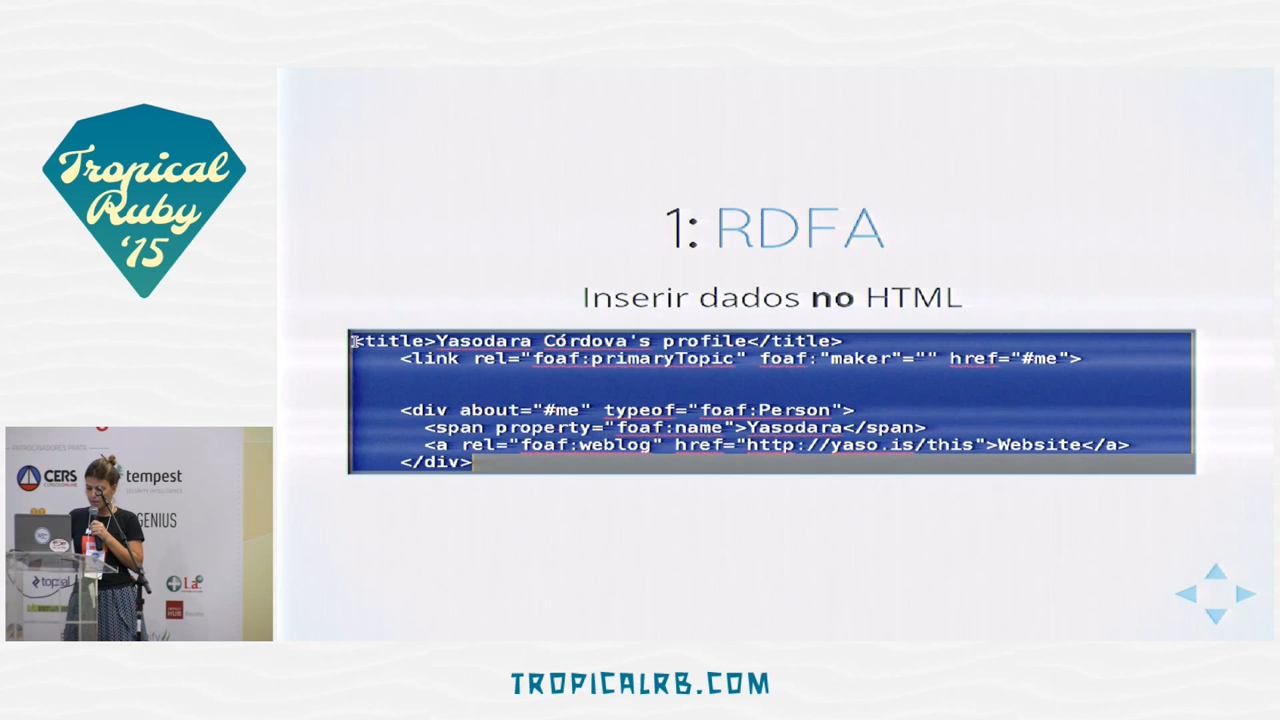 Tropical
Ruby
'15
1: RDFA
Inserir dados no HTML
<title>Yasodara Córdova's profile</title>
<link rel="foaf:primaryTopic" foaf:"maker"="" href="#me">
<div about="#me" typeof="foaf:Person">
<span property="foaf:name">Yasodara</span>
<a rel="foaf:weblog" href="http://yaso.is/this">Website</a>
</div>
CERS
tempest
GENIUS
toptal
I.a.
HUB
TROPICALRB.COM